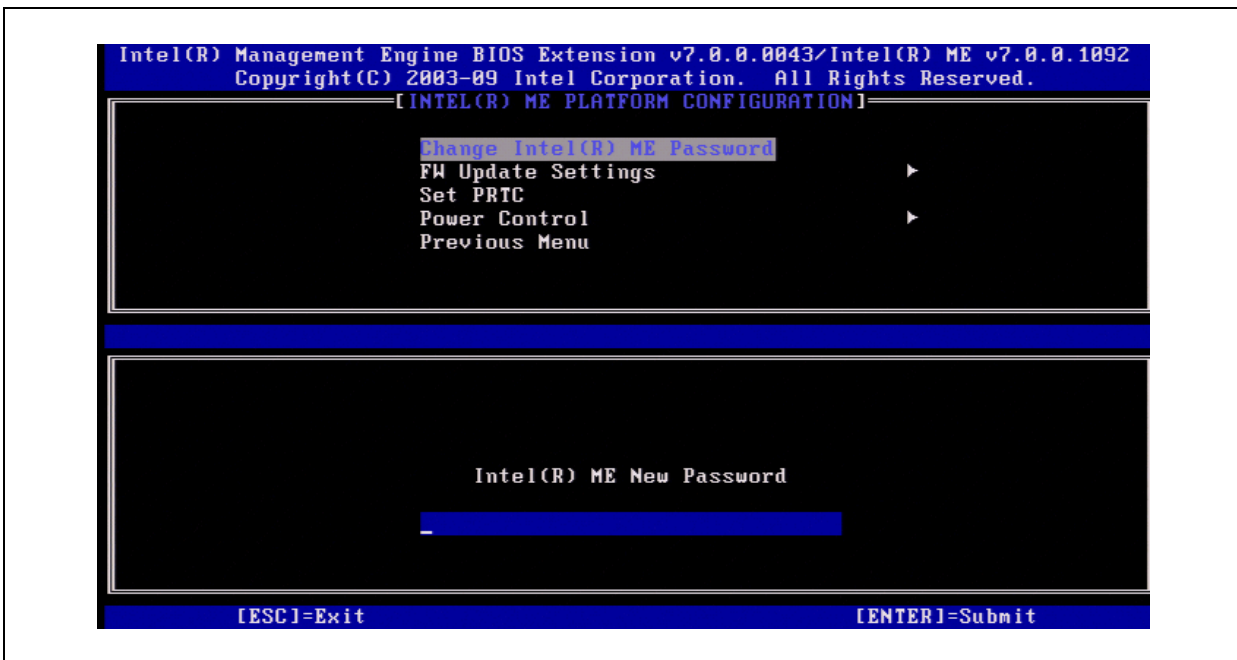 Intel(R) Management Engine BIOS Extension v7.0.0.0043/Intel(R) ME v7.0.0.1092
Copyright(C) 2003-09 Intel Corporation. All Rights Reserved.
[INTEL(R) ME PLATFORM CONFIGURATION]
Change Intel(R) ME Password
FW Update Settings ►
Set PRTC
Power Control ►
Previous Menu
Intel(R) ME New Password
_
[ESC]=Exit [ENTER]=Submit